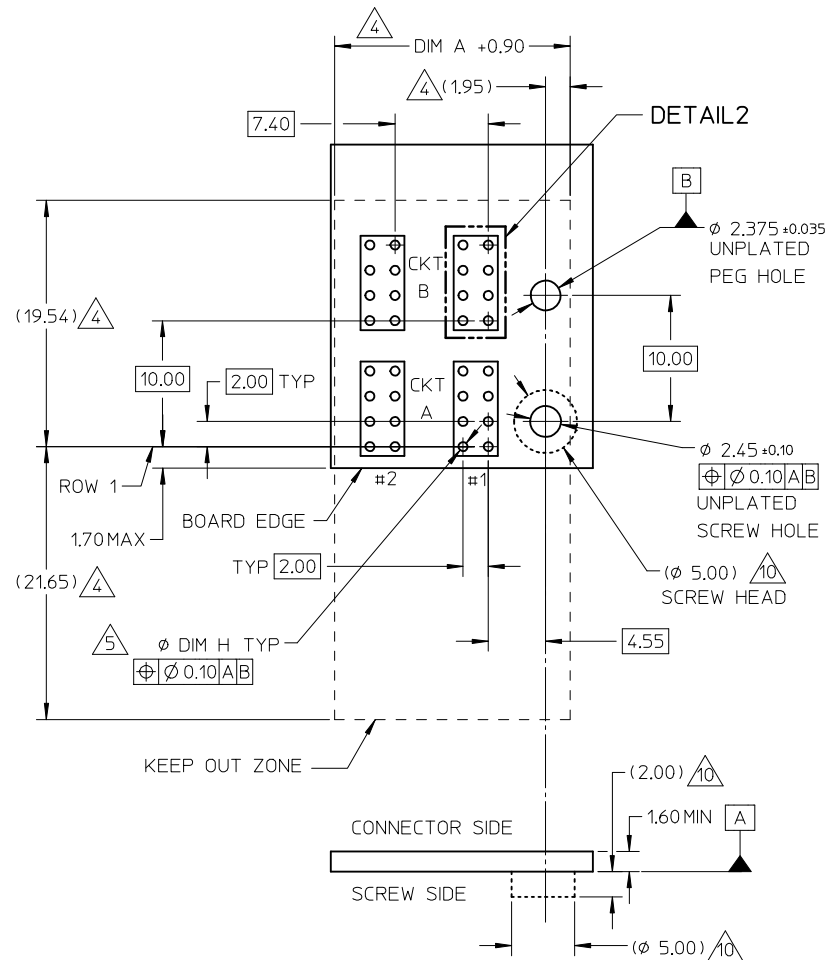 4
DIM A +0.90
4 (1.95)
7.40
DETAIL2
B
⌀ 2.375 ±0.035
UNPLATED
PEG HOLE
CKT
B
(19.54) 4
10.00
10.00
2.00 TYP
CKT
A
⌀ 2.45 ±0.10
⌖ ⌀ 0.10 A B
UNPLATED
SCREW HOLE
ROW 1
#2
#1
BOARD EDGE
1.70 MAX
TYP 2.00
(⌀ 5.00) 10
SCREW HEAD
(21.65) 4
5 ⌀ DIM H TYP
⌖ ⌀ 0.10 A B
4.55
KEEP OUT ZONE
(2.00) 10
1.60 MIN
A
CONNECTOR SIDE
SCREW SIDE
(⌀ 5.00) 10